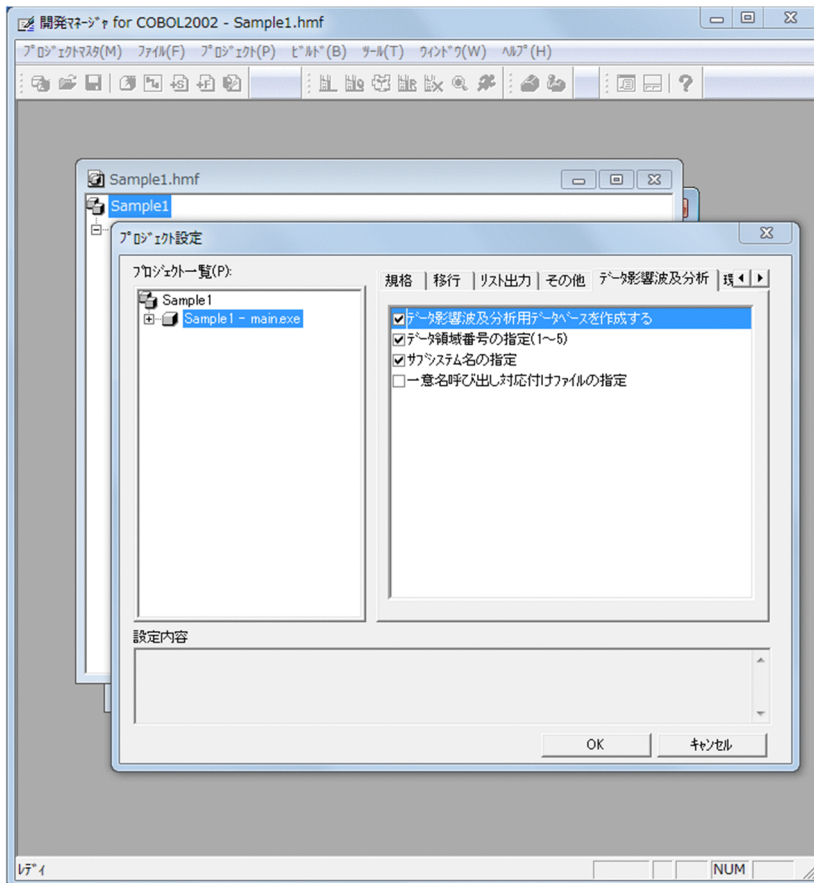 開発ﾏﾈｰｼﾞｬ for COBOL2002 - Sample1.hmf
ﾌﾟﾛｼﾞｪｸﾄﾏｽﾀ(M) ﾌｧｲﾙ(F) ﾌﾟﾛｼﾞｪｸﾄ(P) ﾋﾞﾙﾄﾞ(B) ﾂｰﾙ(T) ｳｨﾝﾄﾞｳ(W) ﾍﾙﾌﾟ(H)
Sample1.hmf
Sample1
ﾌﾟﾛｼﾞｪｸﾄ設定
ﾌﾟﾛｼﾞｪｸﾄ一覧(P):
Sample1
Sample1 - main.exe
規格 移行 ﾘｽﾄ出力 その他 ﾃﾞｰﾀ影響波及分析
ﾃﾞｰﾀ影響波及分析用ﾃﾞｰﾀﾍﾞｰｽを作成する
ﾃﾞｰﾀ領域番号の指定(1～5)
ｻﾌﾞｼｽﾃﾑ名の指定
一意名呼び出し対応付けﾌｧｲﾙの指定
設定内容
OK ｷｬﾝｾﾙ
ﾚﾃﾞｨ NUM